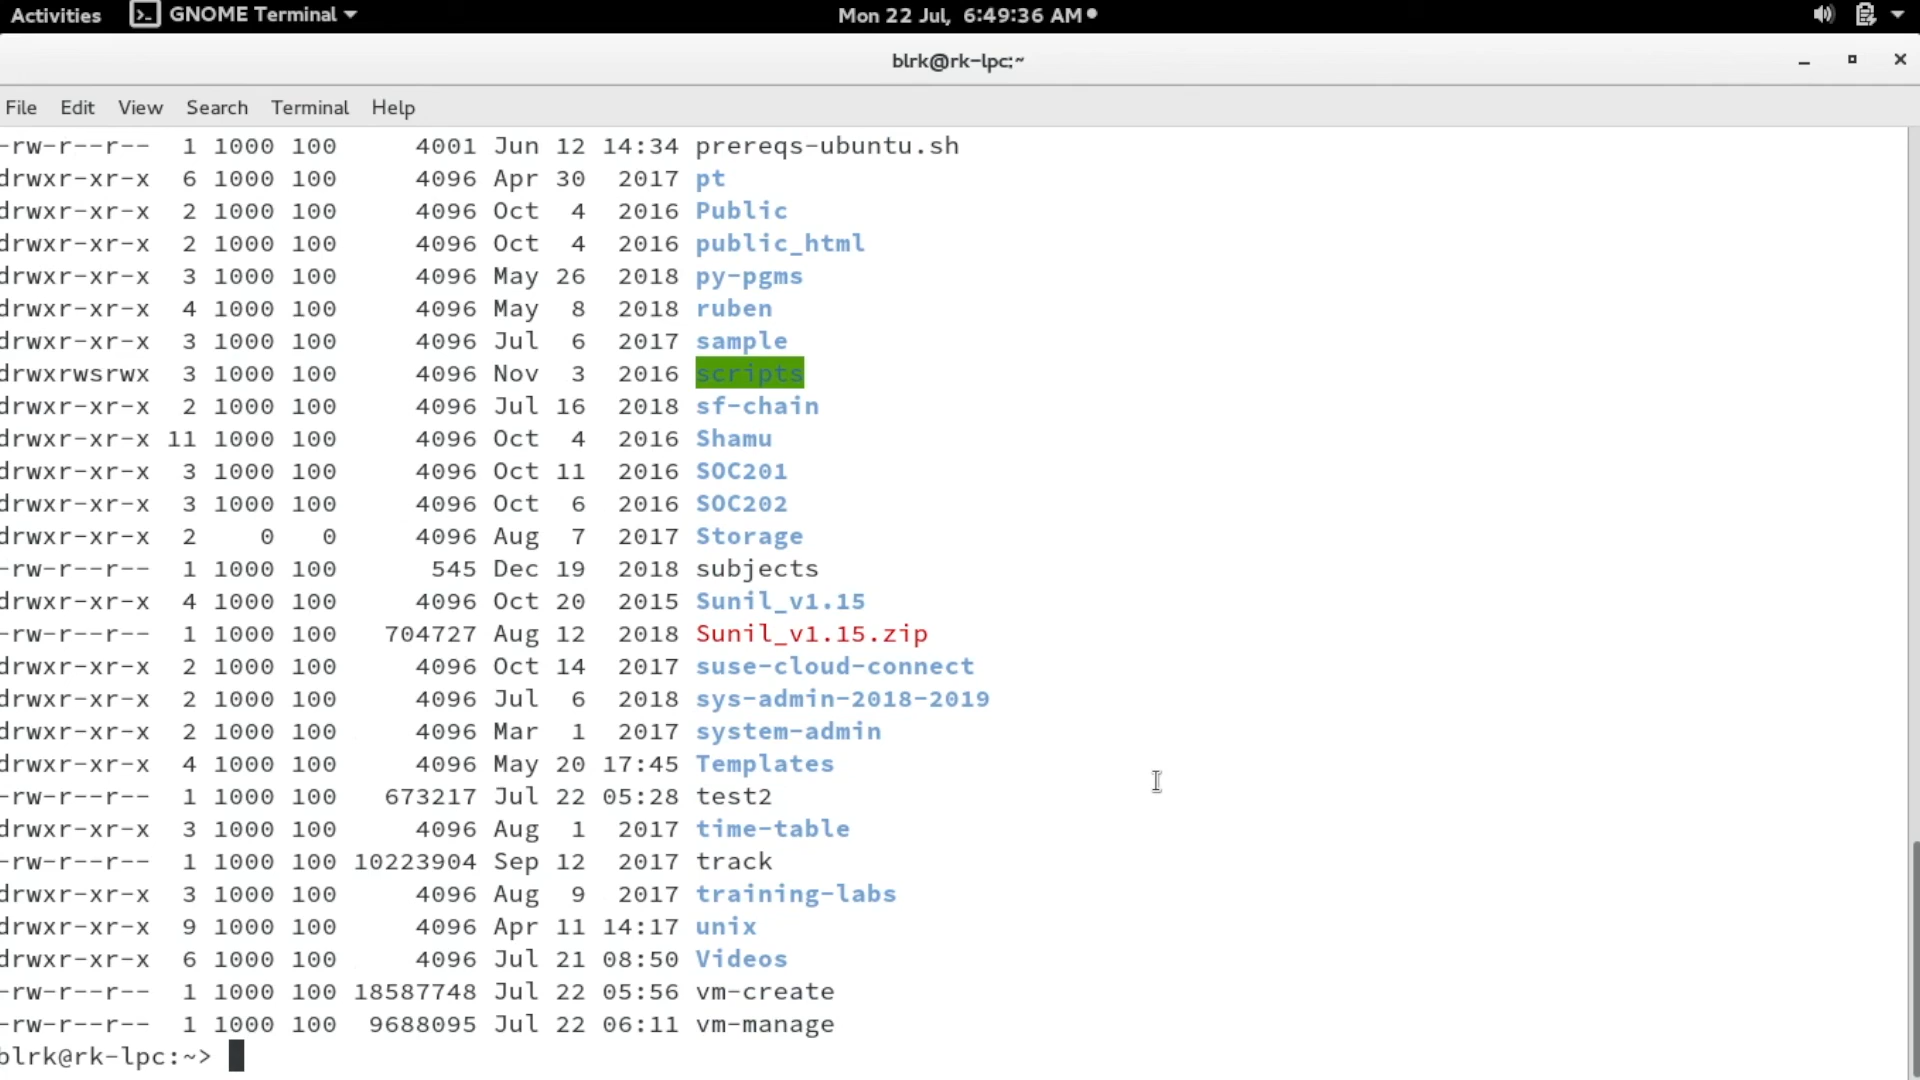 Activities GNOME Terminal Mon 22 Jul, 6:49:36 AM
blrk@rk-lpc:~
File Edit View Search Terminal Help
-rw-r--r-- 1 1000 100 4001 Jun 12 14:34 prereqs-ubuntu.sh
drwxr-xr-x 6 1000 100 4096 Apr 30 2017 pt
drwxr-xr-x 2 1000 100 4096 Oct 4 2016 Public
drwxr-xr-x 2 1000 100 4096 Oct 4 2016 public_html
drwxr-xr-x 3 1000 100 4096 May 26 2018 py-pgms
drwxr-xr-x 4 1000 100 4096 May 8 2018 ruben
drwxr-xr-x 3 1000 100 4096 Jul 6 2017 sample
drwxrwsrwx 3 1000 100 4096 Nov 3 2016 scripts
drwxr-xr-x 2 1000 100 4096 Jul 16 2018 sf-chain
drwxr-xr-x 11 1000 100 4096 Oct 4 2016 Shamu
drwxr-xr-x 3 1000 100 4096 Oct 11 2016 SOC201
drwxr-xr-x 3 1000 100 4096 Oct 6 2016 SOC202
drwxr-xr-x 2 0 0 4096 Aug 7 2017 Storage
-rw-r--r-- 1 1000 100 545 Dec 19 2018 subjects
drwxr-xr-x 4 1000 100 4096 Oct 20 2015 Sunil_v1.15
-rw-r--r-- 1 1000 100 704727 Aug 12 2018 Sunil_v1.15.zip
drwxr-xr-x 2 1000 100 4096 Oct 14 2017 suse-cloud-connect
drwxr-xr-x 2 1000 100 4096 Jul 6 2018 sys-admin-2018-2019
drwxr-xr-x 2 1000 100 4096 Mar 1 2017 system-admin
drwxr-xr-x 4 1000 100 4096 May 20 17:45 Templates
-rw-r--r-- 1 1000 100 673217 Jul 22 05:28 test2
drwxr-xr-x 3 1000 100 4096 Aug 1 2017 time-table
-rw-r--r-- 1 1000 100 10223904 Sep 12 2017 track
drwxr-xr-x 3 1000 100 4096 Aug 9 2017 training-labs
drwxr-xr-x 9 1000 100 4096 Apr 11 14:17 unix
drwxr-xr-x 6 1000 100 4096 Jul 21 08:50 Videos
-rw-r--r-- 1 1000 100 18587748 Jul 22 05:56 vm-create
-rw-r--r-- 1 1000 100 9688095 Jul 22 06:11 vm-manage
blrk@rk-lpc:~>